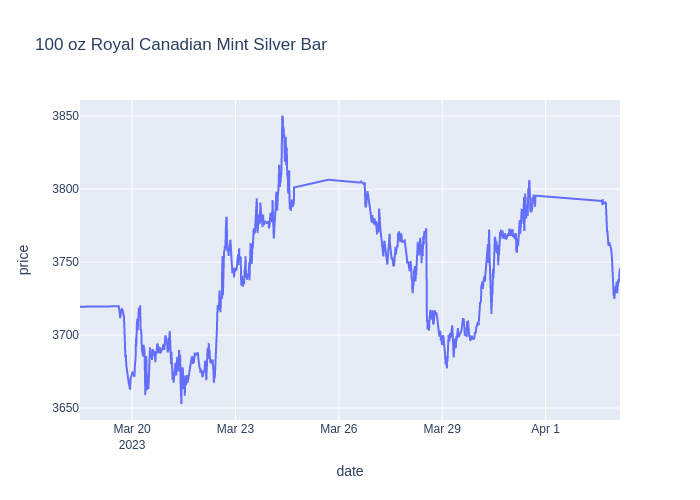 100 oz Royal Canadian Mint Silver Bar
price
3850
3800
3750
3700
3650
Mar 20
2023
Mar 23
Mar 26
Mar 29
Apr 1
date